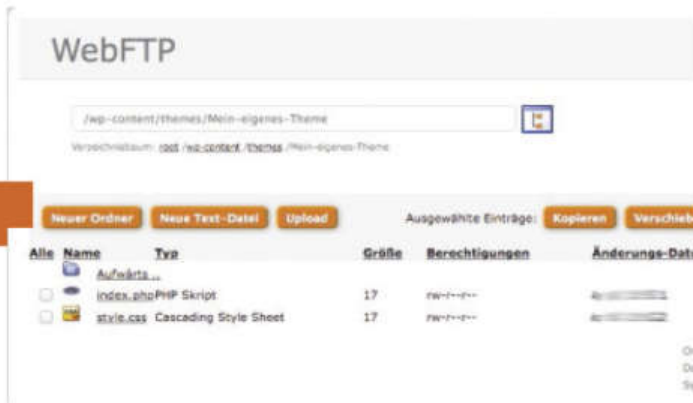 WebFTP
/wp-content/themes/Mein-eigenes-Theme
Verzeichnisbaum: root /wp-content /themes /Mein-eigenes-Theme
Neuer Ordner Neue Text-Datei Upload Ausgewählte Einträge: Kopieren Verschieb
Alle Name Typ Größe Berechtigungen Änderungs-Dat
Aufwärts ..
index.php PHP Skript 17 rw-r--r--
style.css Cascading Style Sheet 17 rw-r--r--